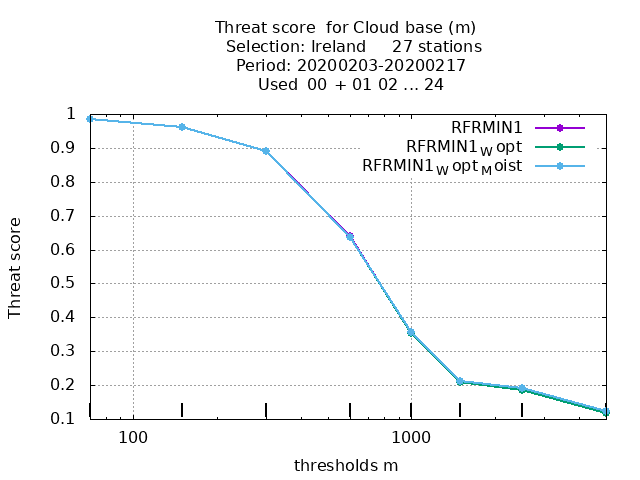 Threat score  for Cloud base (m)
Selection: Ireland     27 stations
Period: 20200203-20200217
Used  00  + 01 02 ... 24
1
0.9
0.8
0.7
0.6
0.5
0.4
0.3
0.2
0.1
Threat score
RFRMIN1
RFRMIN1Wopt
RFRMIN1WoptMoist
100
1000
thresholds m